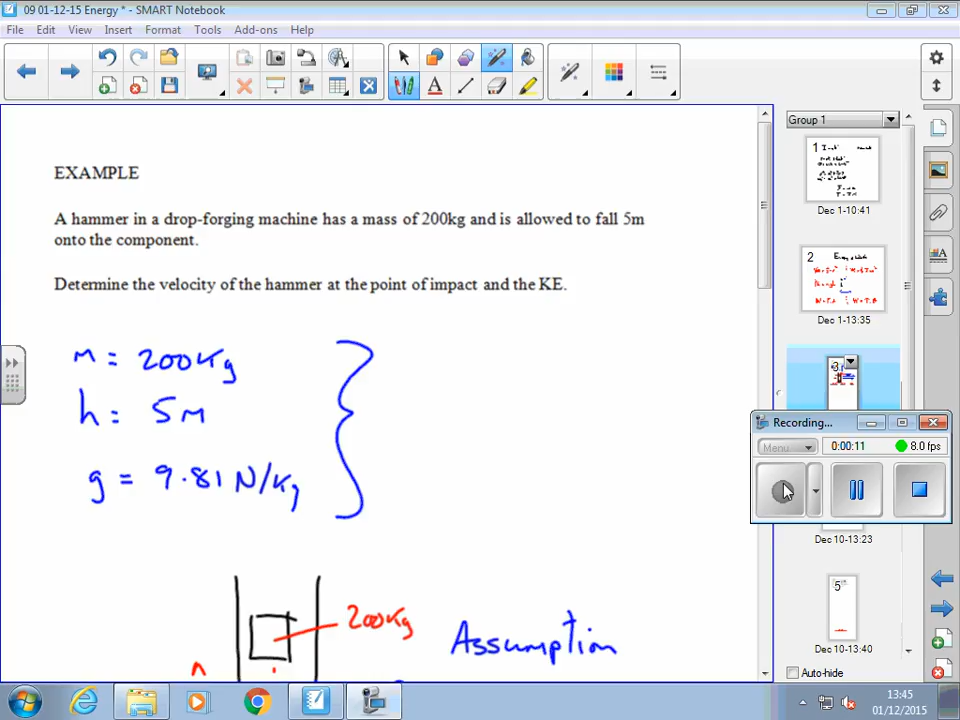 09 01-12-15 Energy * - SMART Notebook
File Edit View Insert Format Tools Add-ons Help
EXAMPLE
A hammer in a drop-forging machine has a mass of 200kg and is allowed to fall 5m
onto the component.
Determine the velocity of the hammer at the point of impact and the KE.
m = 200Kg
h = 5m
g = 9.81 N/Kg
200Kg
Assumption
Group 1
1
Dec 1-10:41
2
Dec 1-13:35
3
Recording...
Menu
0:00:11
8.0 fps
Dec 10-13:23
5
Dec 10-13:40
Auto-hide
13:45
01/12/2015